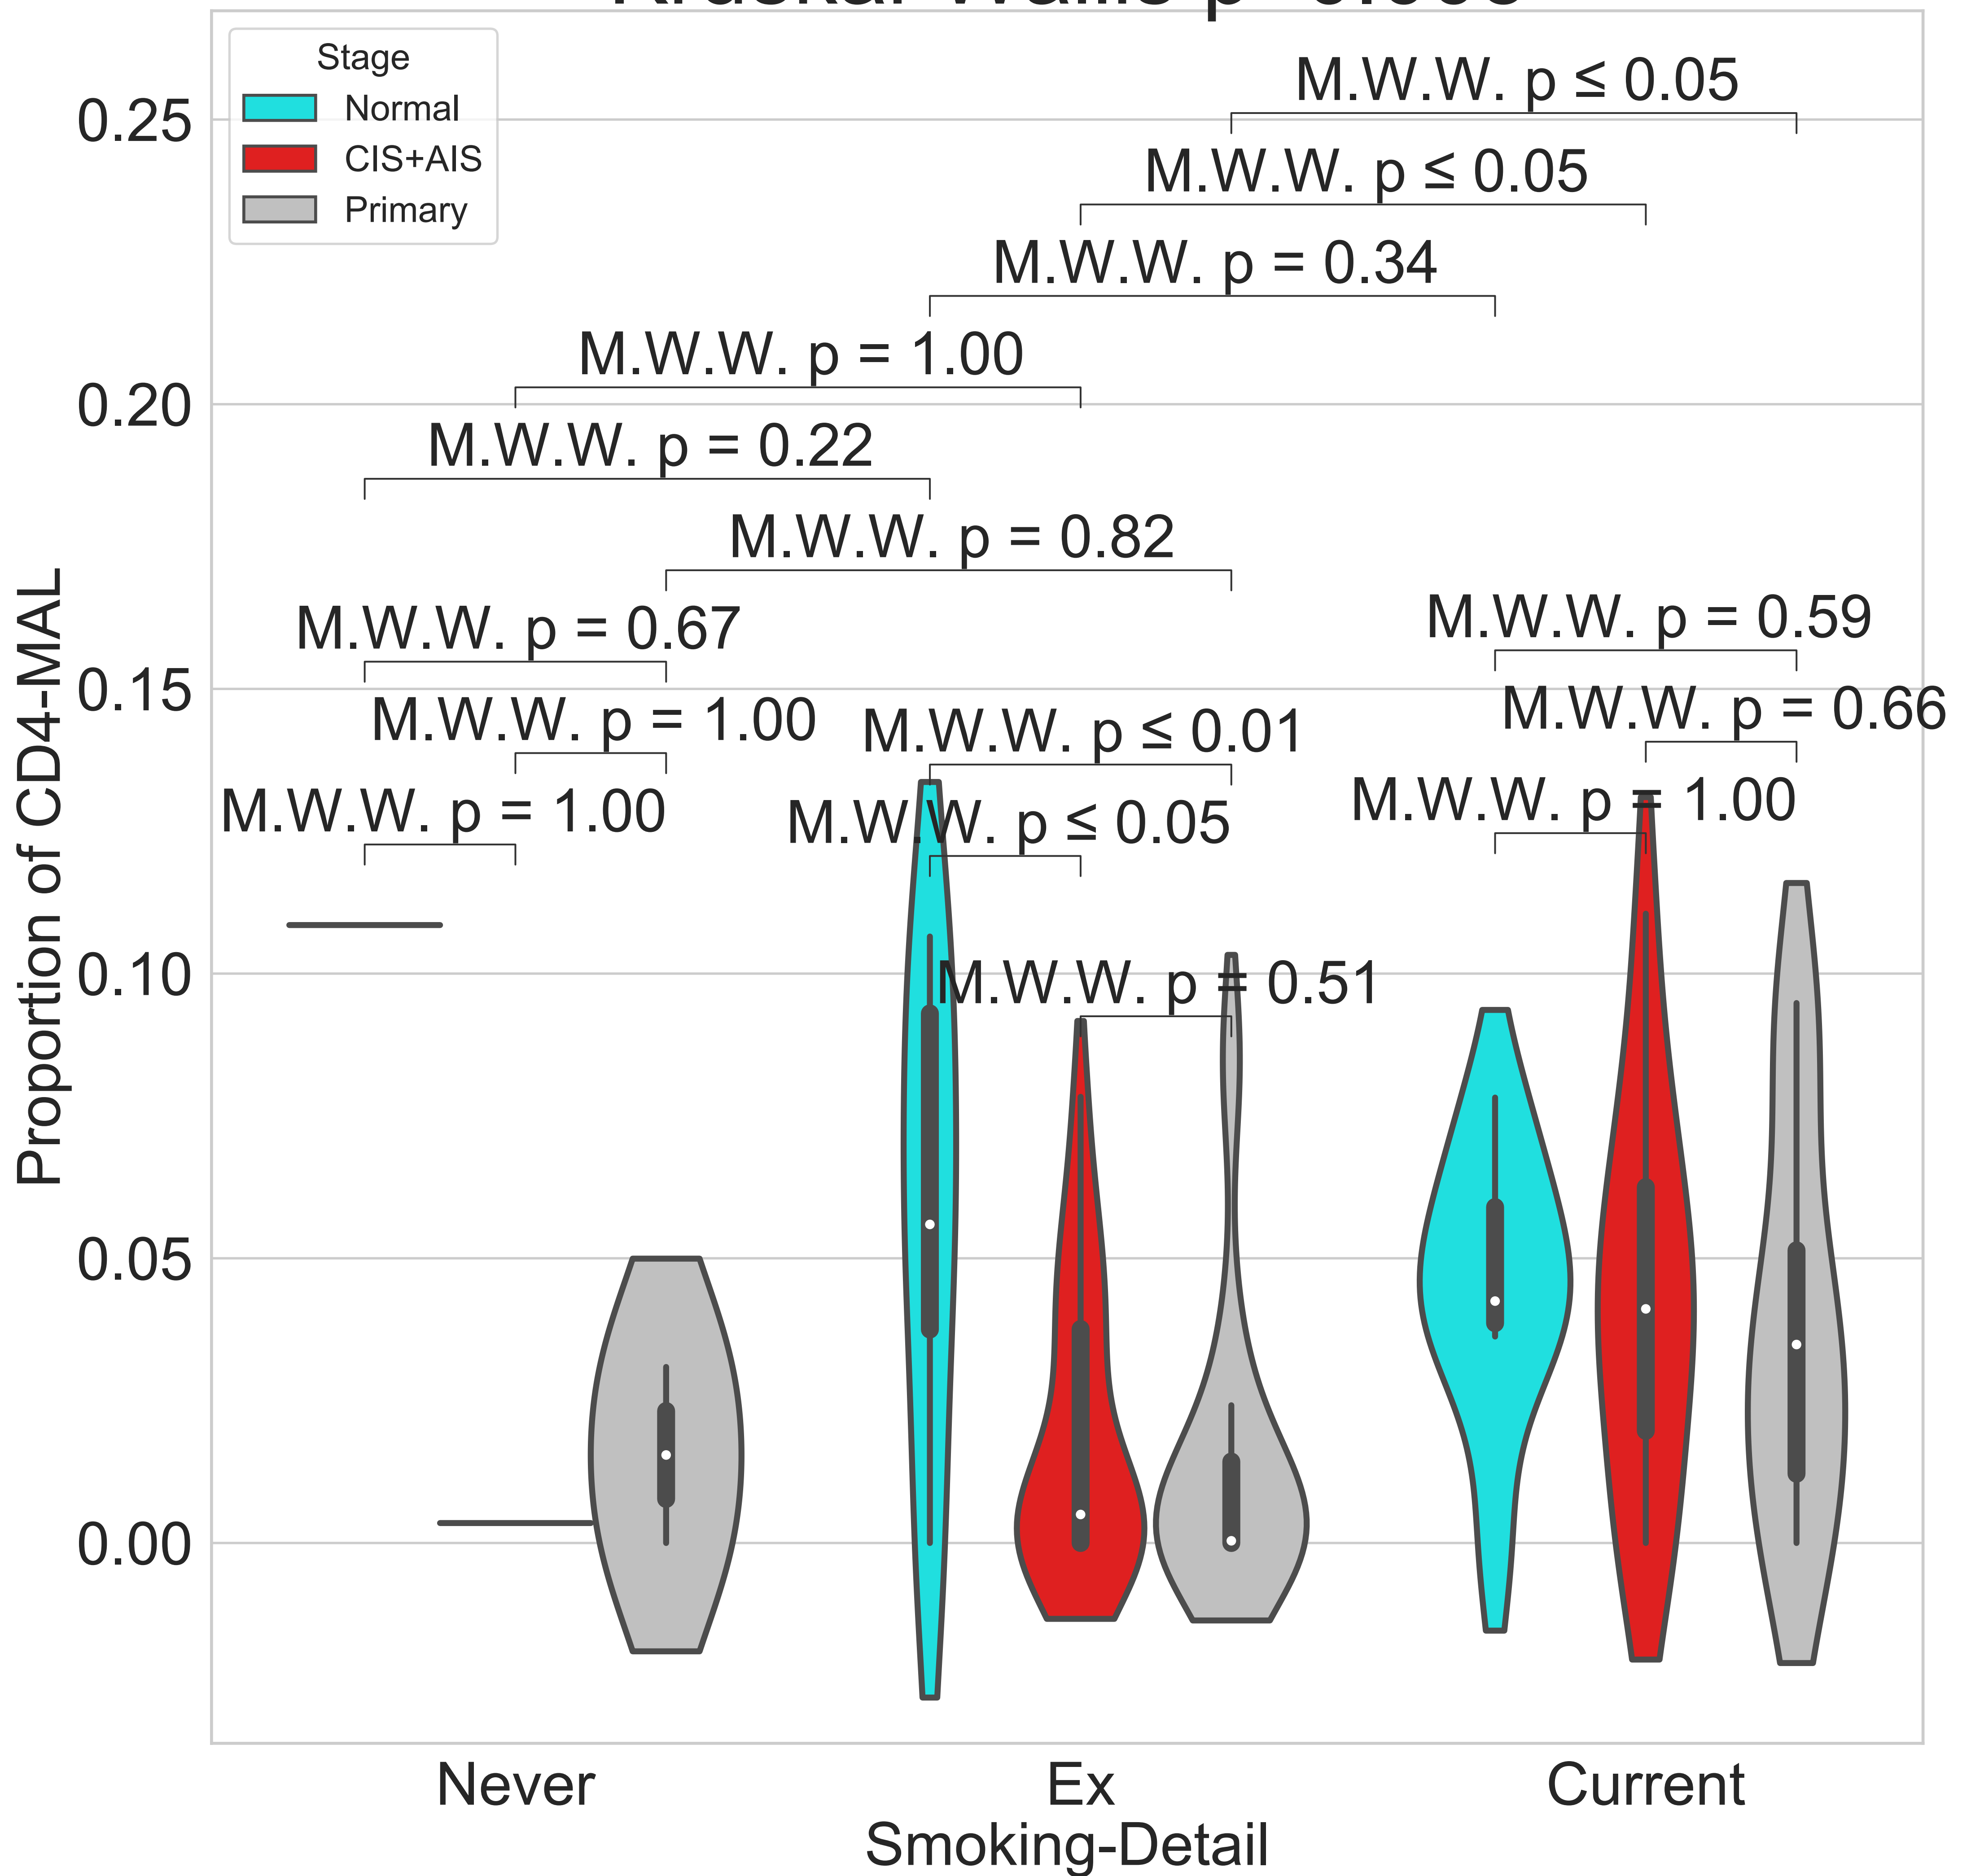 Stage
Normal
CIS+AIS
Primary
M.W.W. p ≤ 0.05
M.W.W. p ≤ 0.05
M.W.W. p = 0.34
M.W.W. p = 1.00
M.W.W. p = 0.22
M.W.W. p = 0.82
M.W.W. p = 0.67
M.W.W. p = 0.59
M.W.W. p = 1.00
M.W.W. p ≤ 0.01
M.W.W. p = 0.66
M.W.W. p = 1.00
M.W.W. p ≤ 0.05
M.W.W. p = 1.00
M.W.W. p = 0.51
0.25
0.20
0.15
0.10
0.05
0.00
Proportion of CD4-MAL
Never
Ex
Current
Smoking-Detail